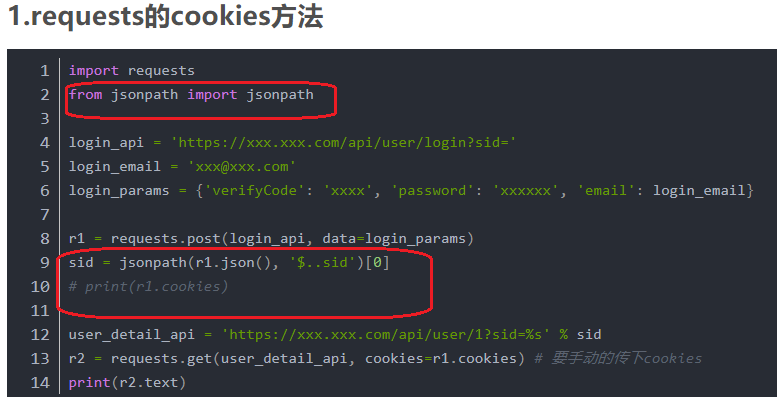 1.requests的cookies方法
1 import requests
2 from jsonpath import jsonpath
3
4 login_api = 'https://xxx.xxx.com/api/user/login?sid='
5 login_email = 'xxx@xxx.com'
6 login_params = {'verifyCode': 'xxxx', 'password': 'xxxxxx', 'email': login_email}
7
8 r1 = requests.post(login_api, data=login_params)
9 sid = jsonpath(r1.json(), '$..sid')[0]
10 # print(r1.cookies)
11
12 user_detail_api = 'https://xxx.xxx.com/api/user/1?sid=%s' % sid
13 r2 = requests.get(user_detail_api, cookies=r1.cookies) # 要手动的传下cookies
14 print(r2.text)